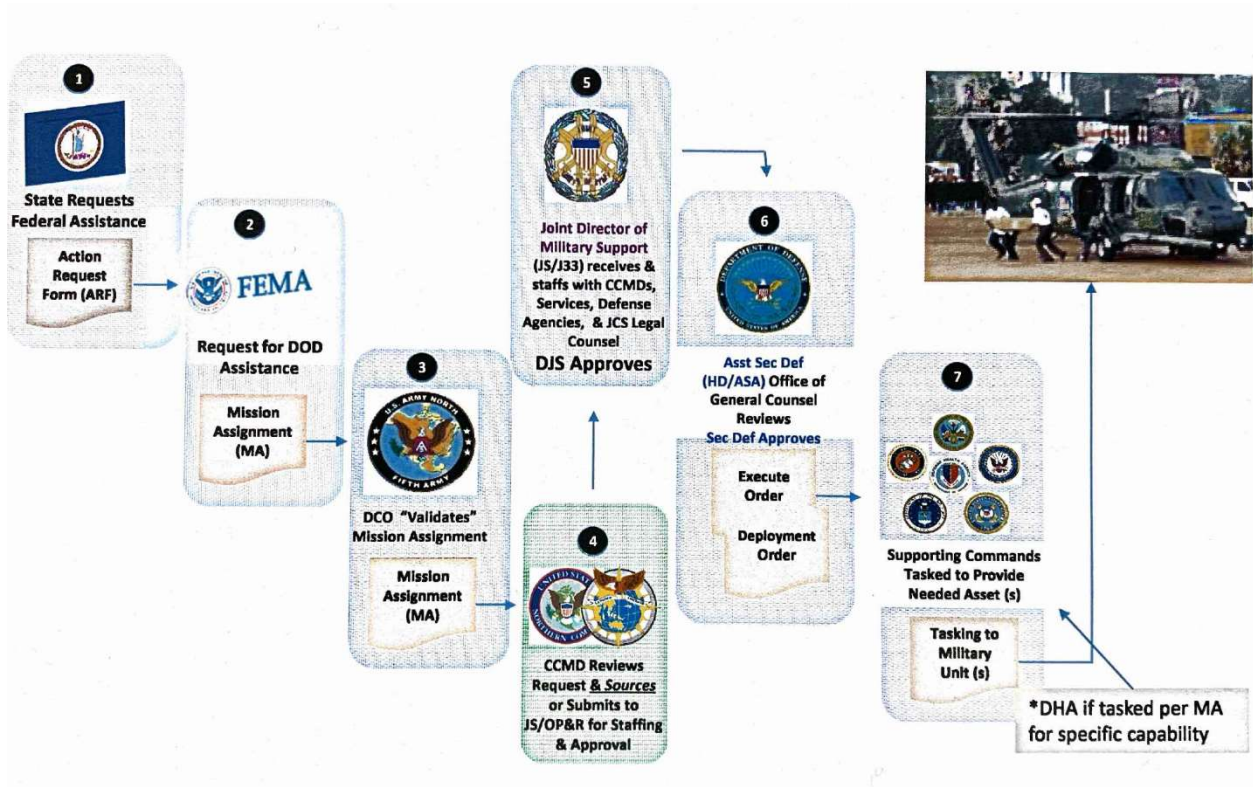 1
State Requests
Federal Assistance
Action
Request
Form (ARF)
2
FEMA
Request for DOD
Assistance
Mission
Assignment
(MA)
3
U.S. ARMY NORTH
FIFTH ARMY
DCO "Validates"
Mission Assignment
Mission
Assignment
(MA)
4
CCMD Reviews
Request & Sources
or Submits to
JS/OP&R for Staffing
& Approval
5
Joint Director of
Military Support
(JS/J33) receives &
staffs with CCMDs,
Services, Defense
Agencies, & JCS Legal
Counsel
DJS Approves
6
DEPARTMENT OF DEFENSE
UNITED STATES OF AMERICA
Asst Sec Def
(HD/ASA) Office of
General Counsel
Reviews
Sec Def Approves
Execute
Order
Deployment
Order
7
Supporting Commands
Tasked to Provide
Needed Asset (s)
Tasking to
Military
Unit (s)
*DHA if tasked per MA
for specific capability